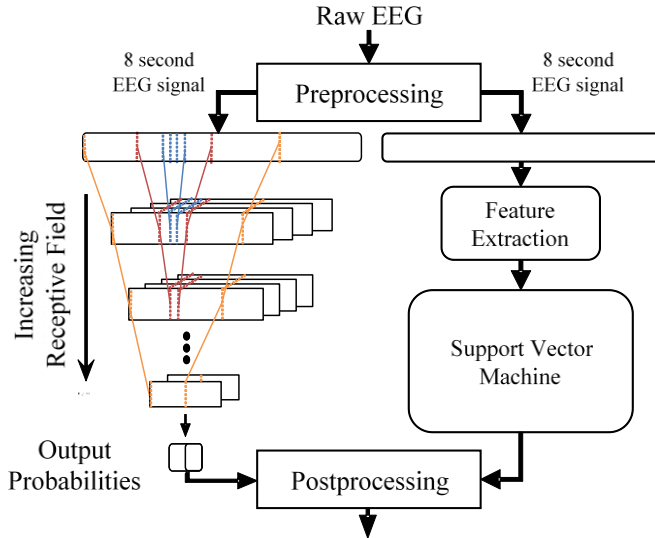 Raw EEG
8 second
EEG signal
8 second
EEG signal
Preprocessing
Increasing
Receptive Field
Feature
Extraction
Support Vector
Machine
Output
Probabilities
Postprocessing